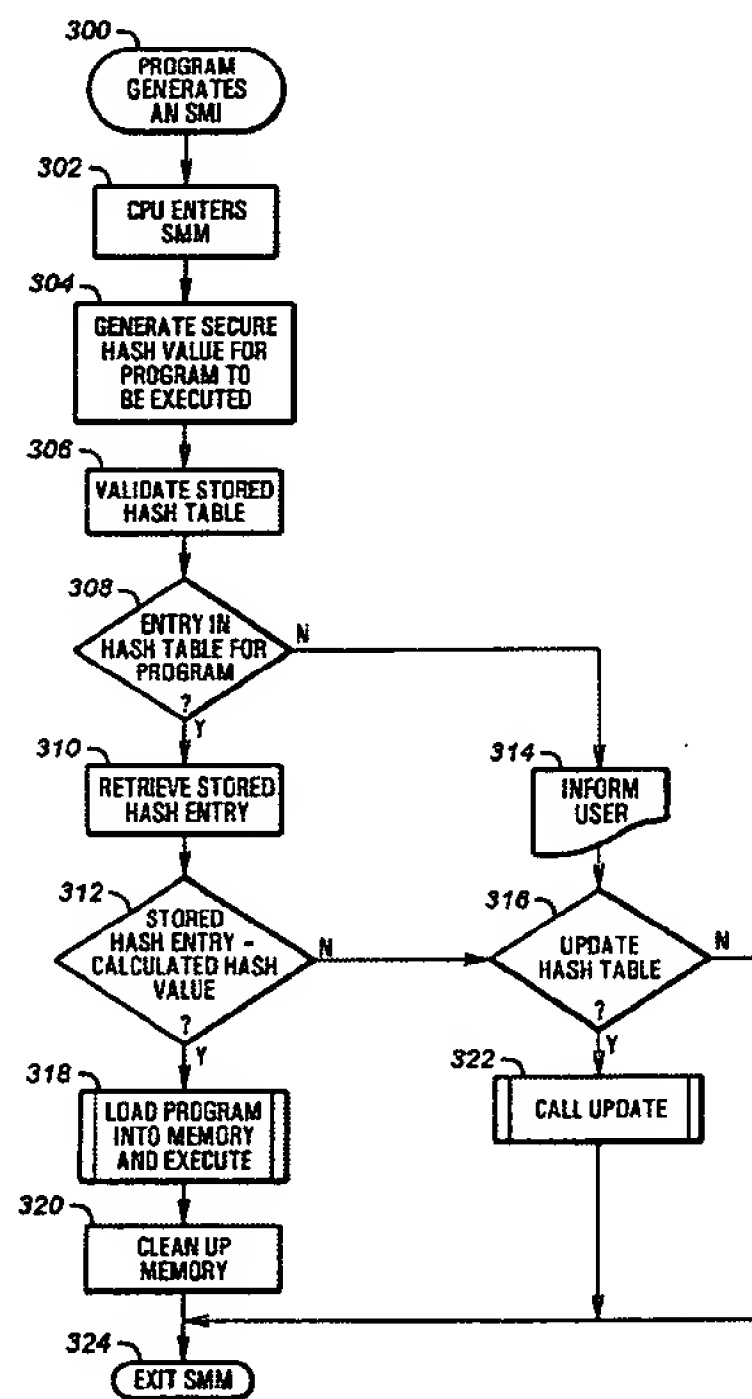 300
PROGRAM
GENERATES
AN SMI
302
CPU ENTERS
SMM
304
GENERATE SECURE
HASH VALUE FOR
PROGRAM TO
BE EXECUTED
306
VALIDATE STORED
HASH TABLE
308
ENTRY IN
HASH TABLE FOR
PROGRAM
?
N
Y
310
RETRIEVE STORED
HASH ENTRY
314
INFORM
USER
312
STORED
HASH ENTRY -
CALCULATED HASH
VALUE
?
N
Y
316
UPDATE
HASH TABLE
?
N
Y
318
LOAD PROGRAM
INTO MEMORY
AND EXECUTE
322
CALL UPDATE
320
CLEAN UP
MEMORY
324
EXIT SMM